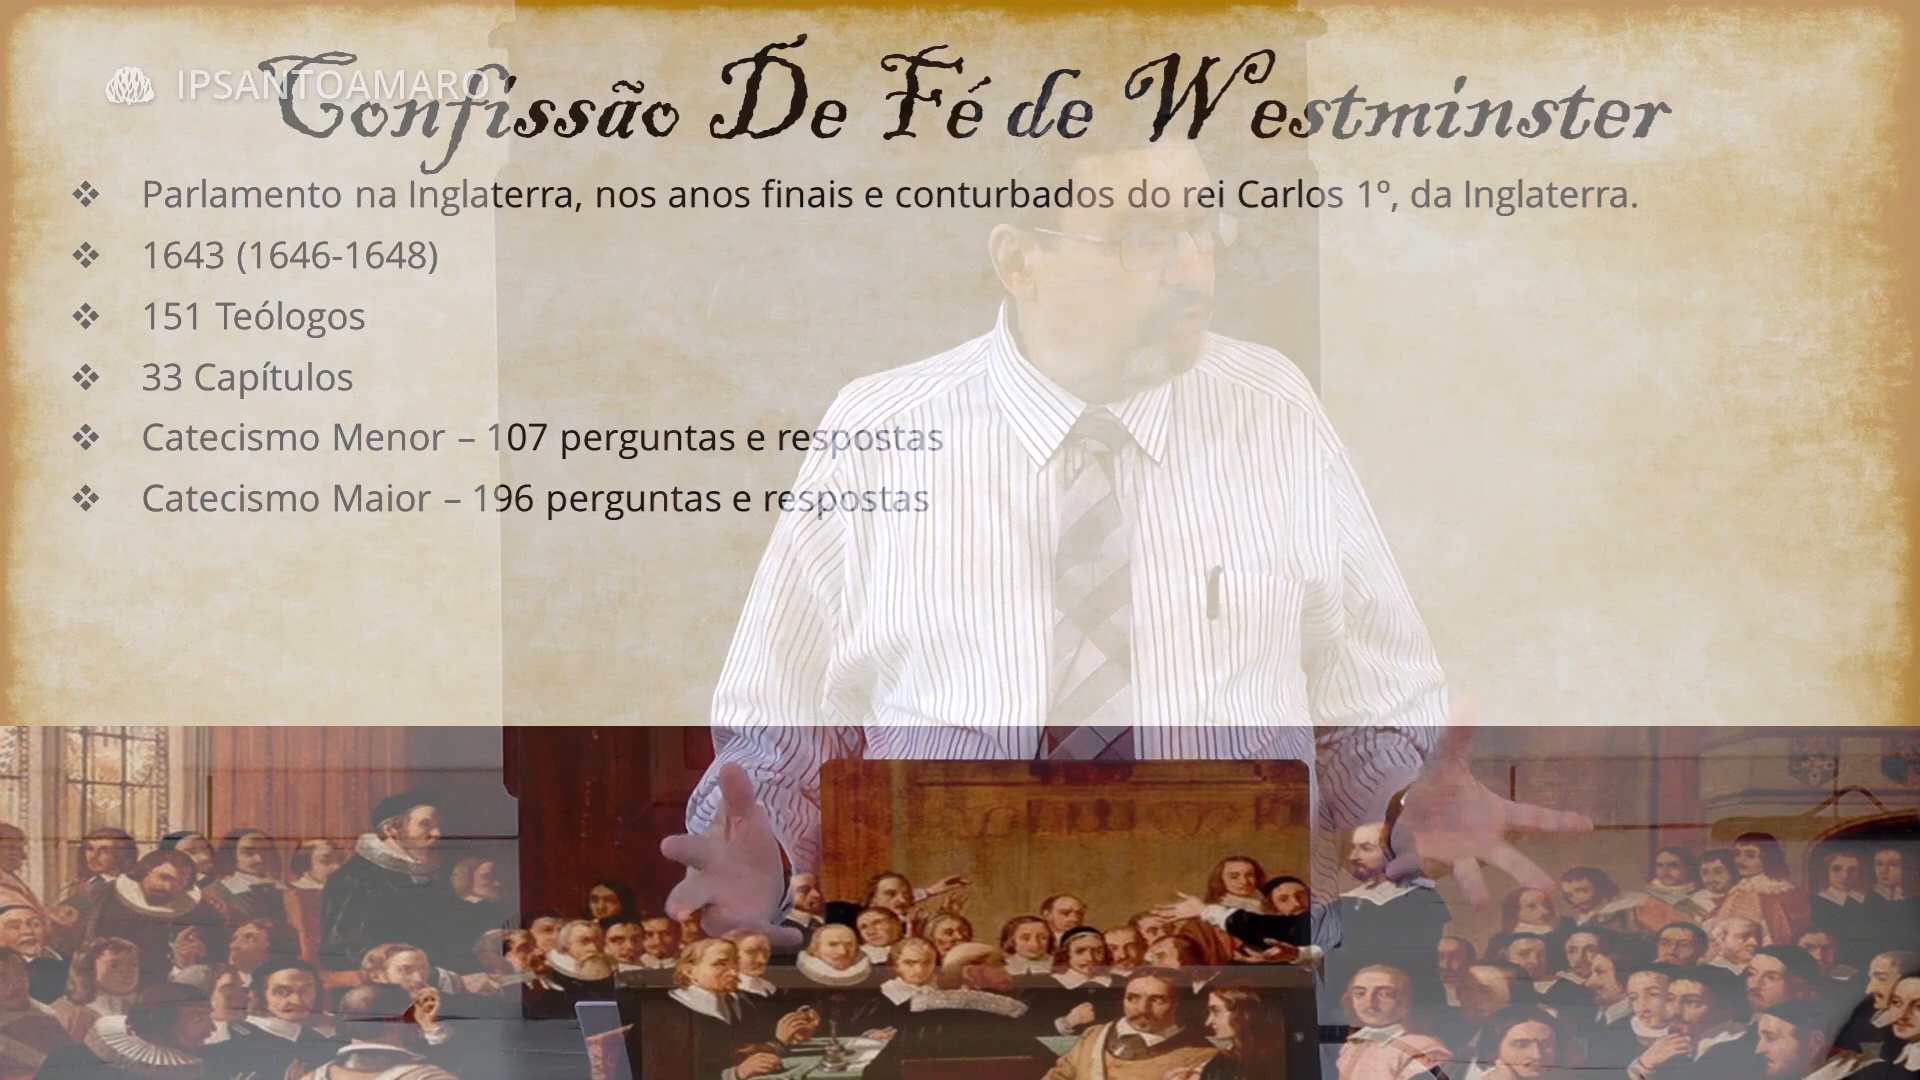 IPSANTOAMARO
Confissão De Fé de Westminster
❖ Parlamento na Inglaterra, nos anos finais e conturbados do rei Carlos 1º, da Inglaterra.
❖ 1643 (1646-1648)
❖ 151 Teólogos
❖ 33 Capítulos
❖ Catecismo Menor – 107 perguntas e respostas
❖ Catecismo Maior – 196 perguntas e respostas